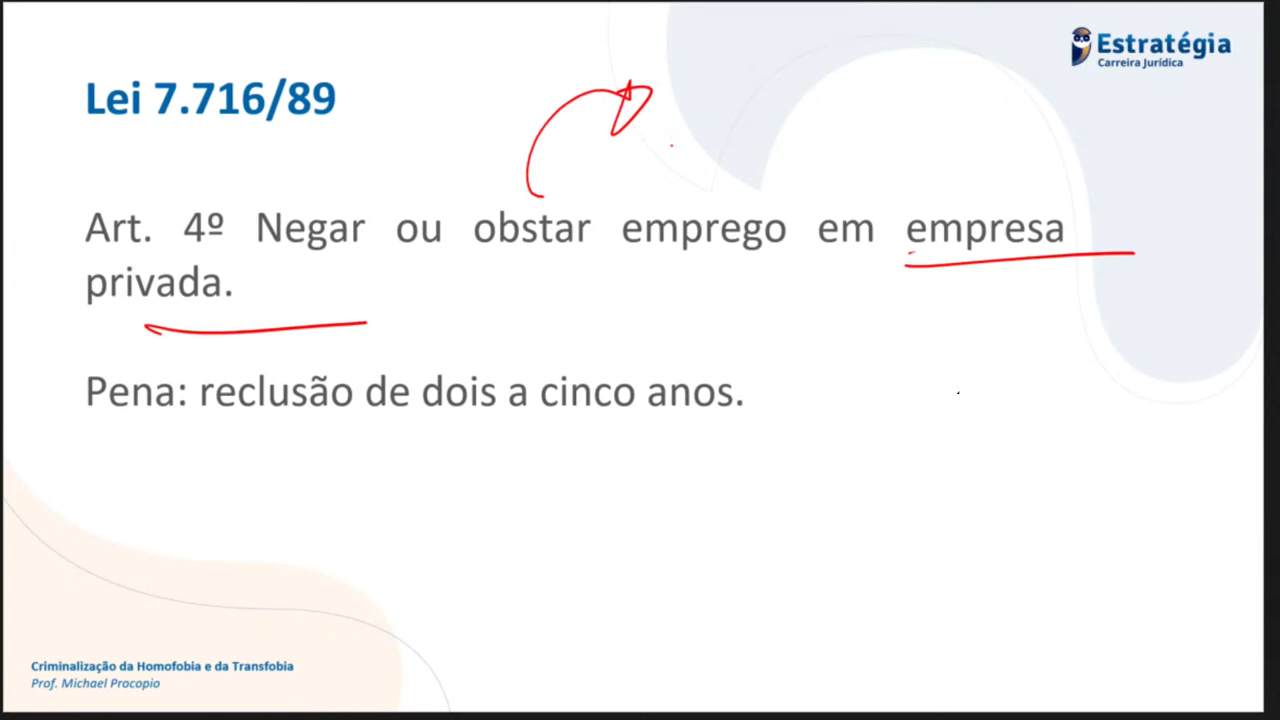 Estratégia
Carreira Jurídica
Lei 7.716/89
Art. 4º Negar ou obstar emprego em empresa
privada.
Pena: reclusão de dois a cinco anos.
Criminalização da Homofobia e da Transfobia
Prof. Michael Procopio